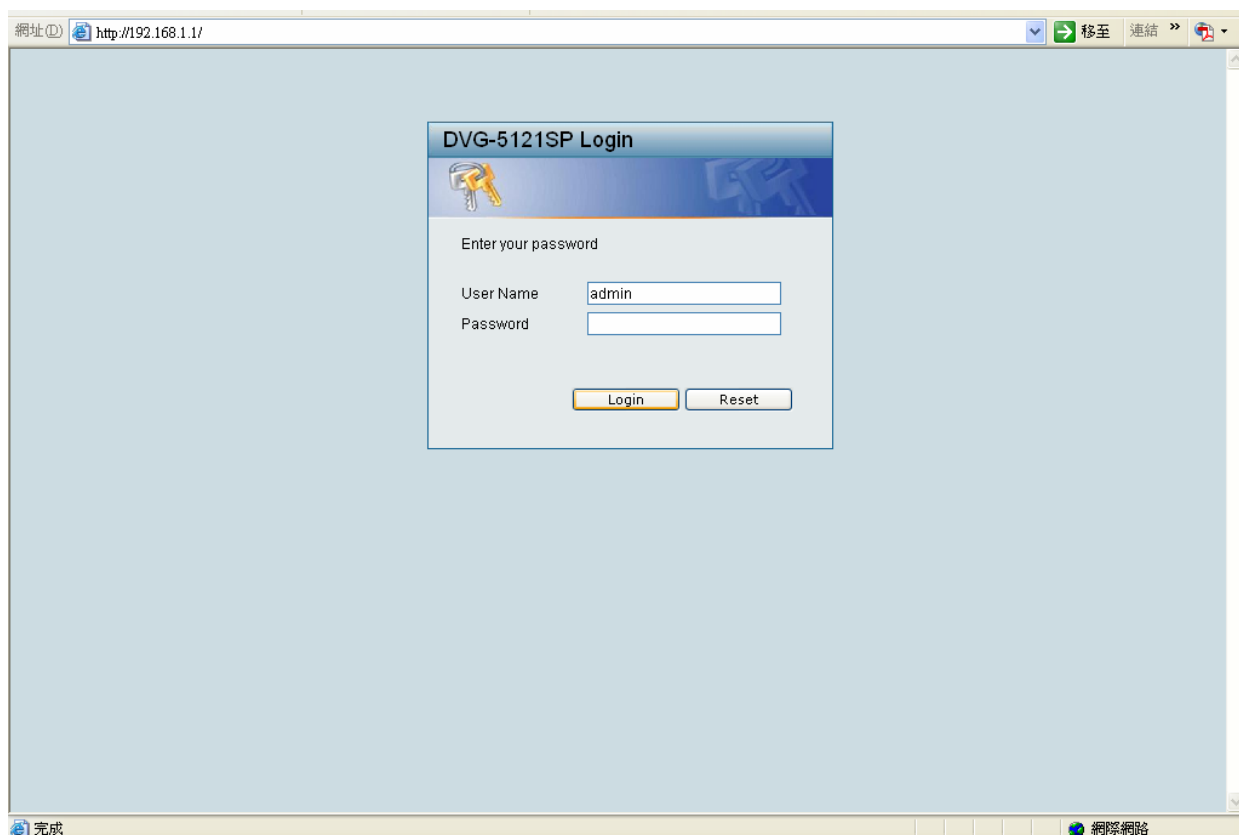 網址(D) http://192.168.1.1/ 移至 連結 »
DVG-5121SP Login
Enter your password
User Name admin
Password
Login Reset
完成 網際網路